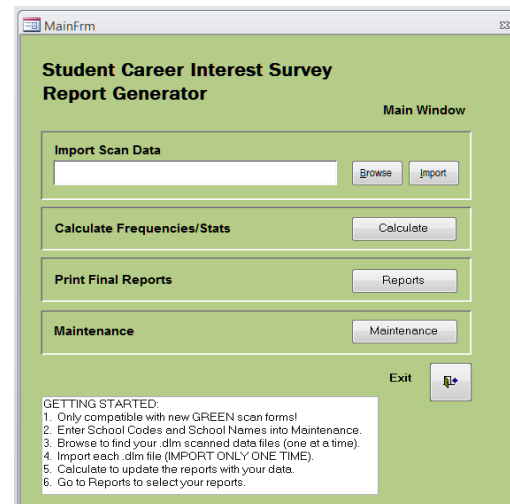 MainFrm
Student Career Interest Survey
Report Generator
Main Window
Import Scan Data
Browse
Import
Calculate Frequencies/Stats
Calculate
Print Final Reports
Reports
Maintenance
Maintenance
Exit
GETTING STARTED:
1. Only compatible with new GREEN scan forms!
2. Enter School Codes and School Names into Maintenance.
3. Browse to find your .dlm scanned data files (one at a time).
4. Import each .dlm file (IMPORT ONLY ONE TIME).
5. Calculate to update the reports with your data.
6. Go to Reports to select your reports.